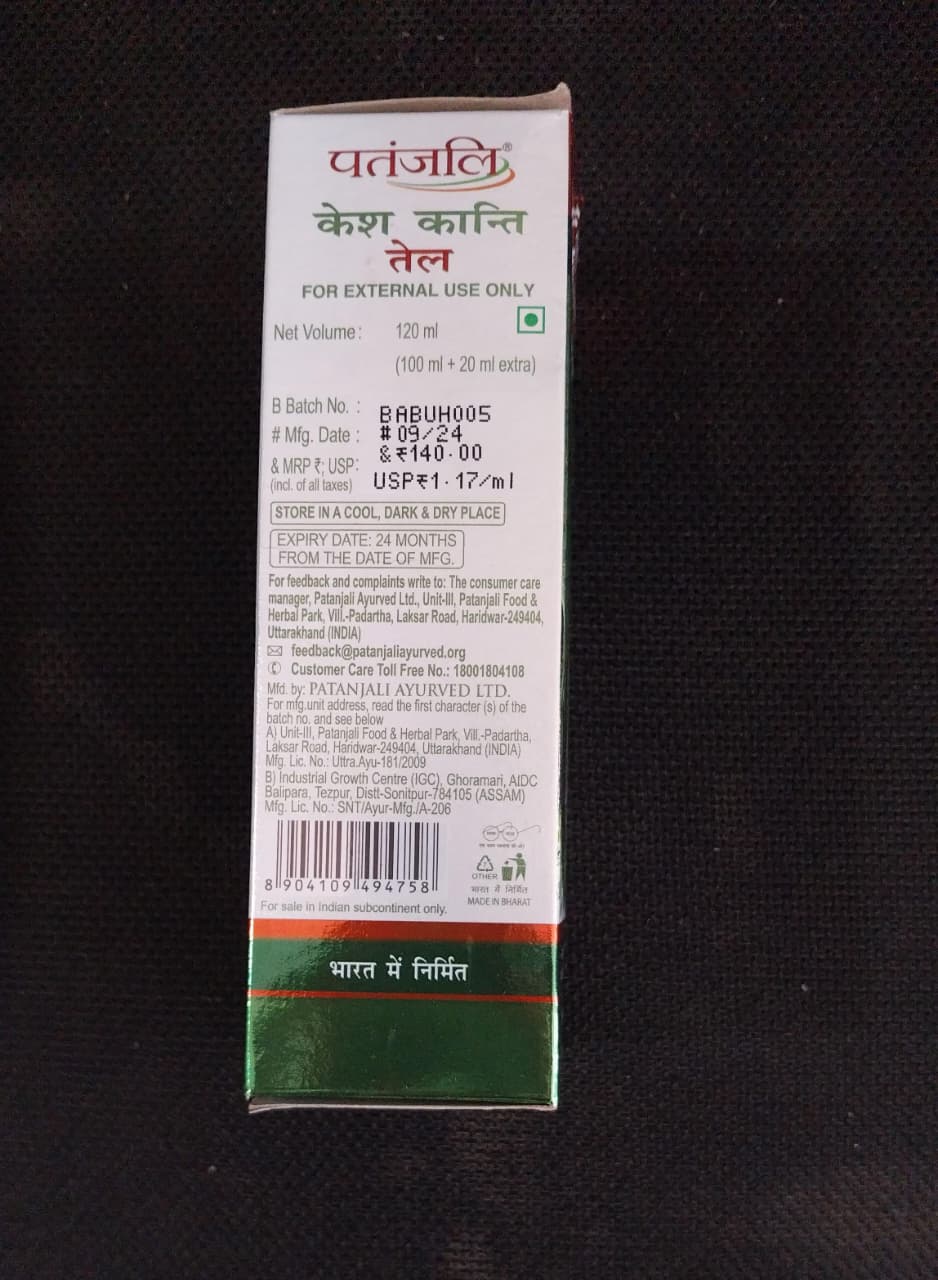 पतंजलि®
केश कान्ति
तेल
FOR EXTERNAL USE ONLY
Net Volume : 120 ml
(100 ml + 20 ml extra)
B Batch No. : BABUH005
# Mfg. Date : # 09/24
& MRP ₹; USP: & ₹140.00
(incl. of all taxes) USP₹1.17/ml
STORE IN A COOL, DARK & DRY PLACE
EXPIRY DATE: 24 MONTHS
FROM THE DATE OF MFG.
For feedback and complaints write to: The consumer care
manager, Patanjali Ayurved Ltd., Unit-III, Patanjali Food &
Herbal Park, Vill.-Padartha, Laksar Road, Haridwar-249404,
Uttarakhand (INDIA)
feedback@patanjaliayurved.org
Customer Care Toll Free No.: 18001804108
Mfd. by: PATANJALI AYURVED LTD.
For mfg.unit address, read the first character (s) of the
batch no. and see below
A) Unit-III, Patanjali Food & Herbal Park, Vill.-Padartha,
Laksar Road, Haridwar-249404, Uttarakhand (INDIA)
Mfg. Lic. No.: Uttra.Ayu-181/2009
B) Industrial Growth Centre (IGC), Ghoramari, AIDC
Balipara, Tezpur, Distt-Sonitpur-784105 (ASSAM)
Mfg. Lic. No.: SNT/Ayur-Mfg./A-206
8 904109 494758
OTHER
भारत में निर्मित
MADE IN BHARAT
For sale in Indian subcontinent only.
भारत में निर्मित